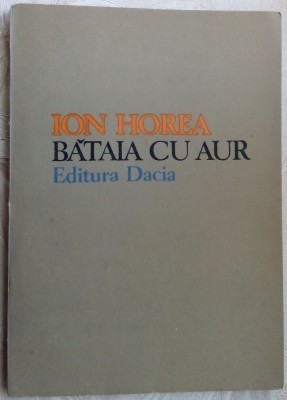 ION HOREA
BĂTAIA CU AUR
Editura Dacia